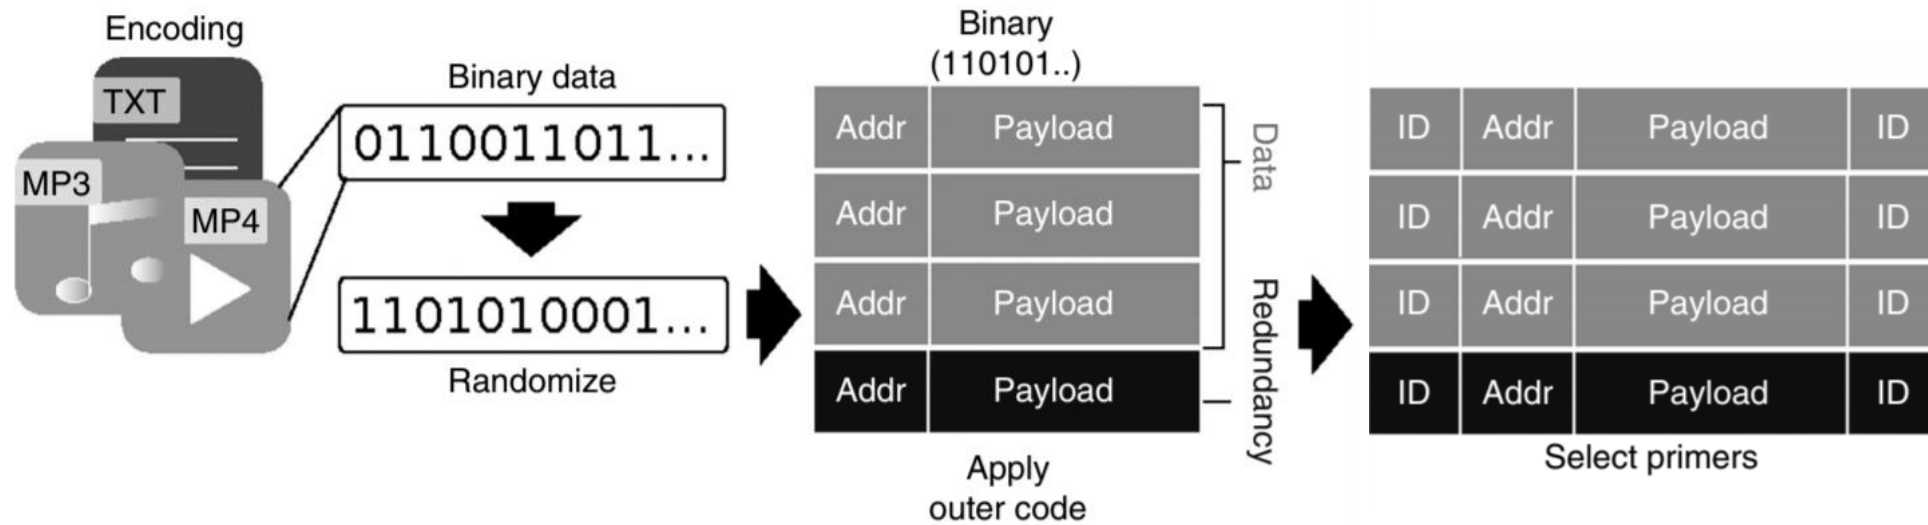 Encoding
TXT
MP3
MP4
Binary data
0110011011...
1101010001...
Randomize
Binary
(110101..)
Addr Payload
Addr Payload
Addr Payload
Addr Payload
Data
Redundancy
Apply
outer code
ID Addr Payload ID
ID Addr Payload ID
ID Addr Payload ID
ID Addr Payload ID
Select primers